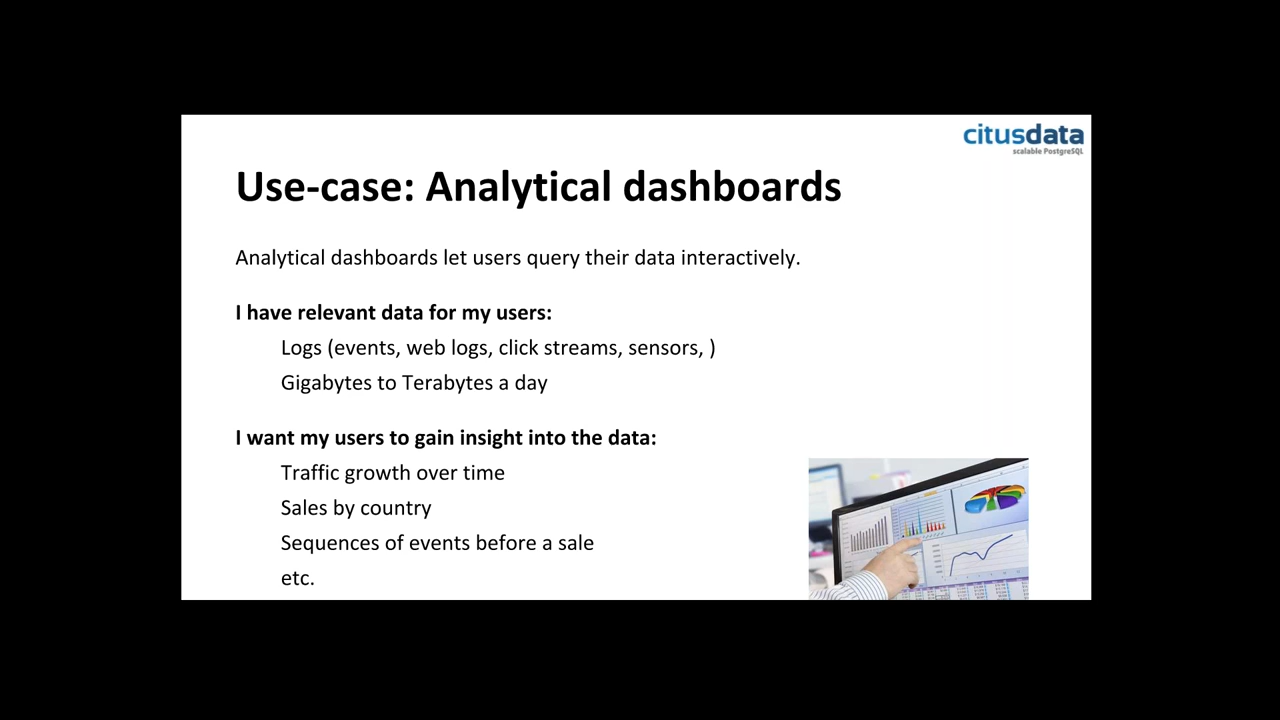 citusdata
scalable PostgreSQL
Use-case: Analytical dashboards
Analytical dashboards let users query their data interactively.
I have relevant data for my users:
Logs (events, web logs, click streams, sensors, )
Gigabytes to Terabytes a day
I want my users to gain insight into the data:
Traffic growth over time
Sales by country
Sequences of events before a sale
etc.